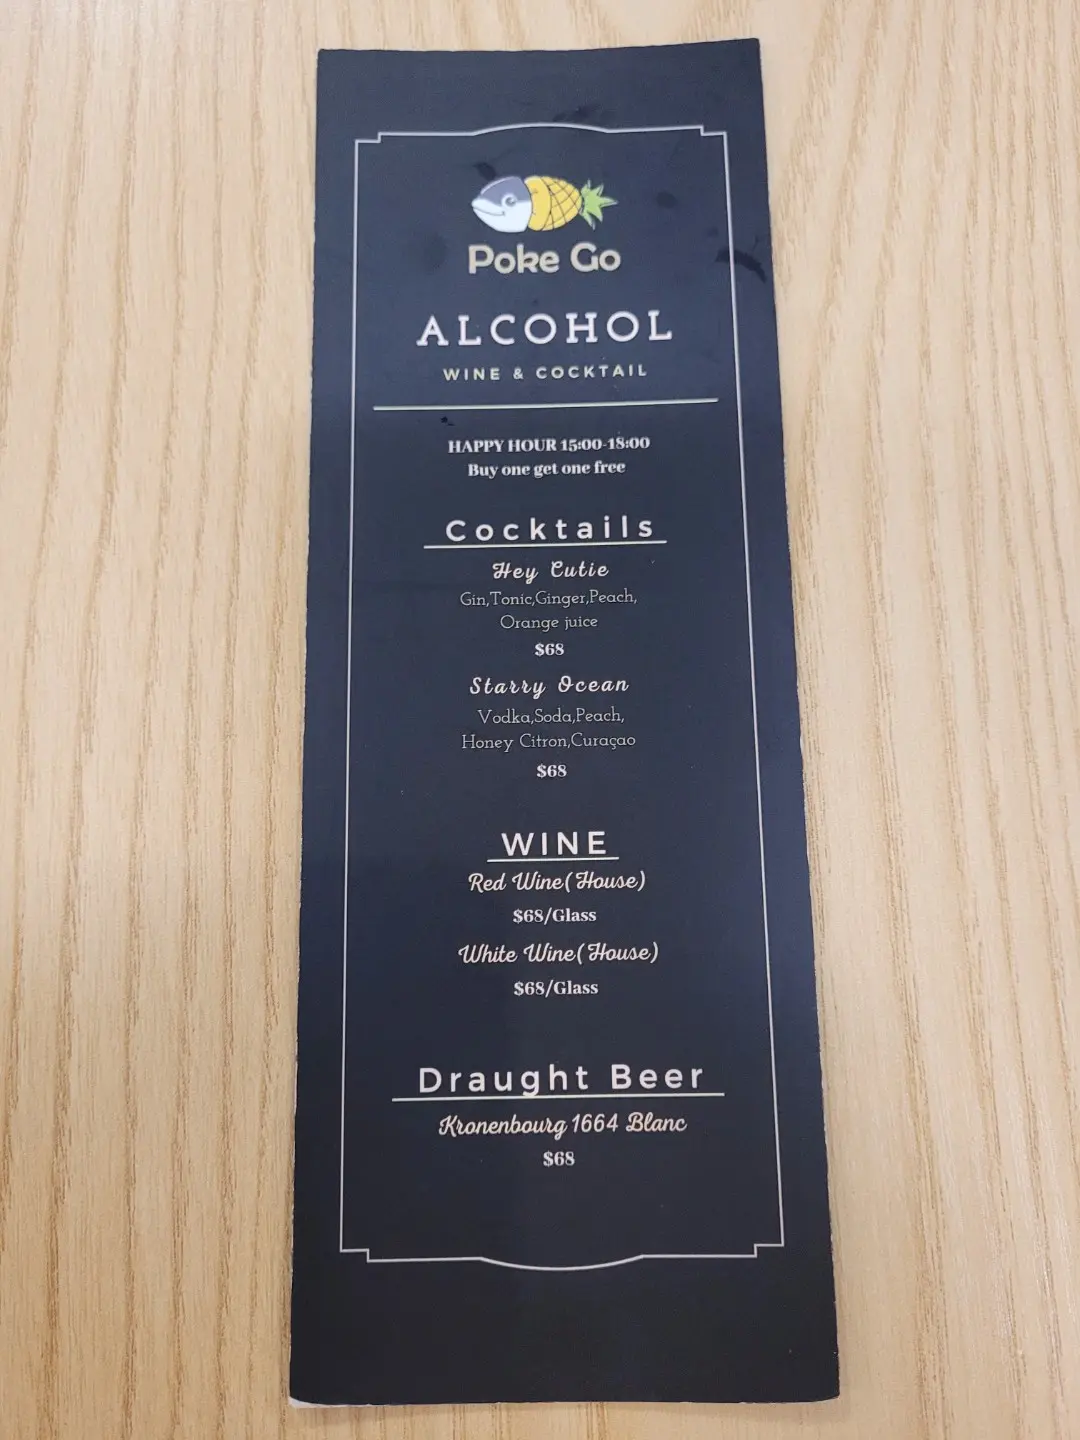 Poke Go
ALCOHOL
WINE & COCKTAIL
HAPPY HOUR 15:00-18:00
Buy one get one free
Cocktails
Hey Cutie
Gin,Tonic,Ginger,Peach,
Orange juice
$68
Starry Ocean
Vodka,Soda,Peach,
Honey Citron,Curaçao
$68
WINE
Red Wine(House)
$68/Glass
White Wine(House)
$68/Glass
Draught Beer
Kronenbourg 1664 Blanc
$68